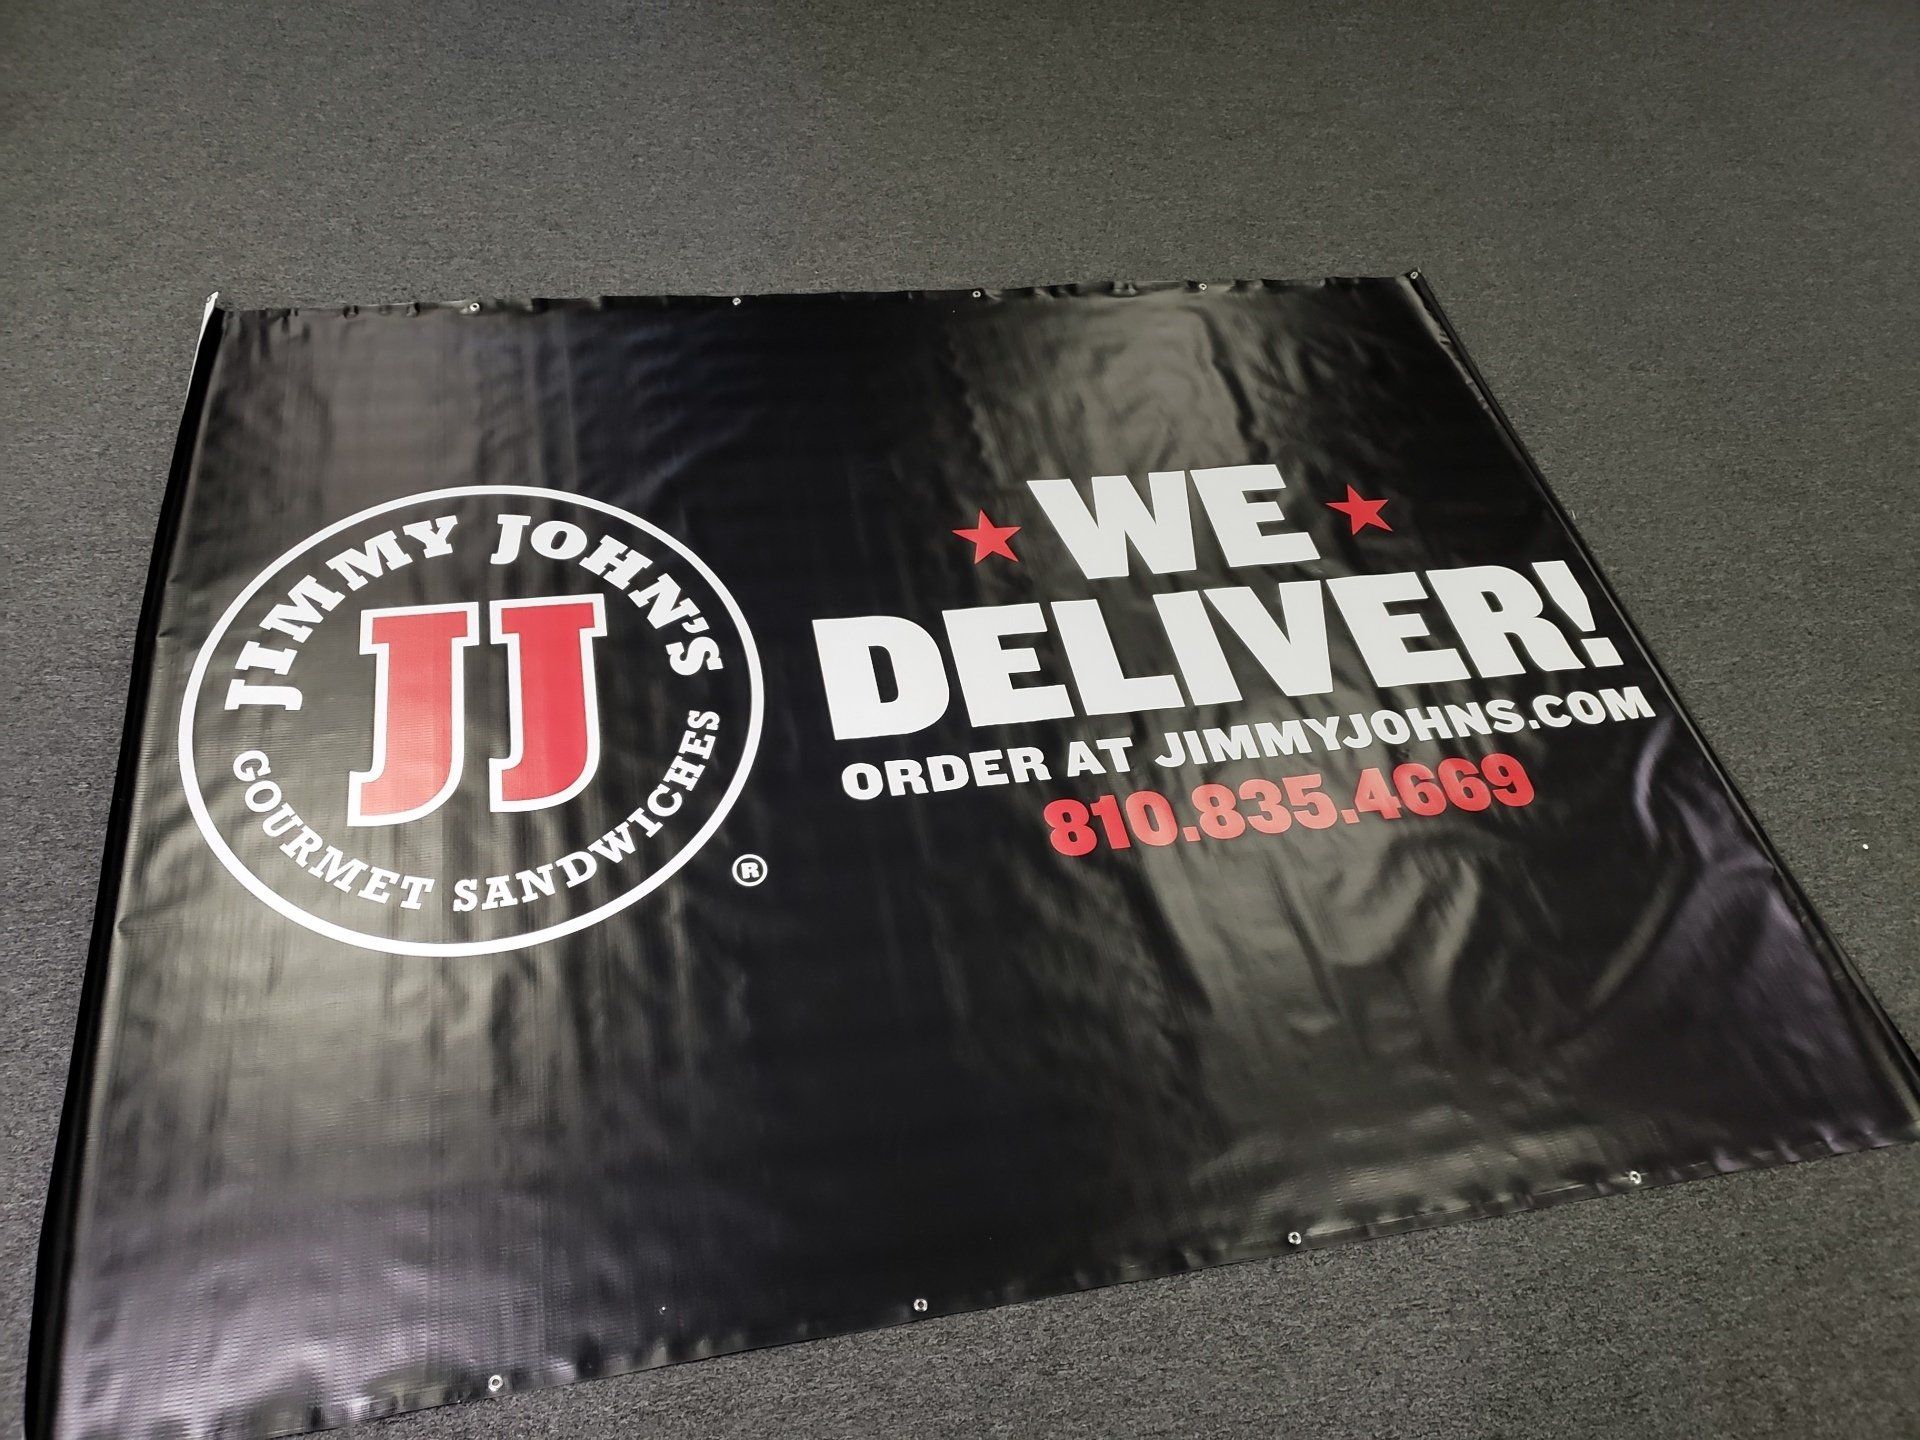 JIMMY JOHN'S
JJ
GOURMET SANDWICHES
®
WE
DELIVER!
ORDER AT JIMMYJOHNS.COM
810.835.4669